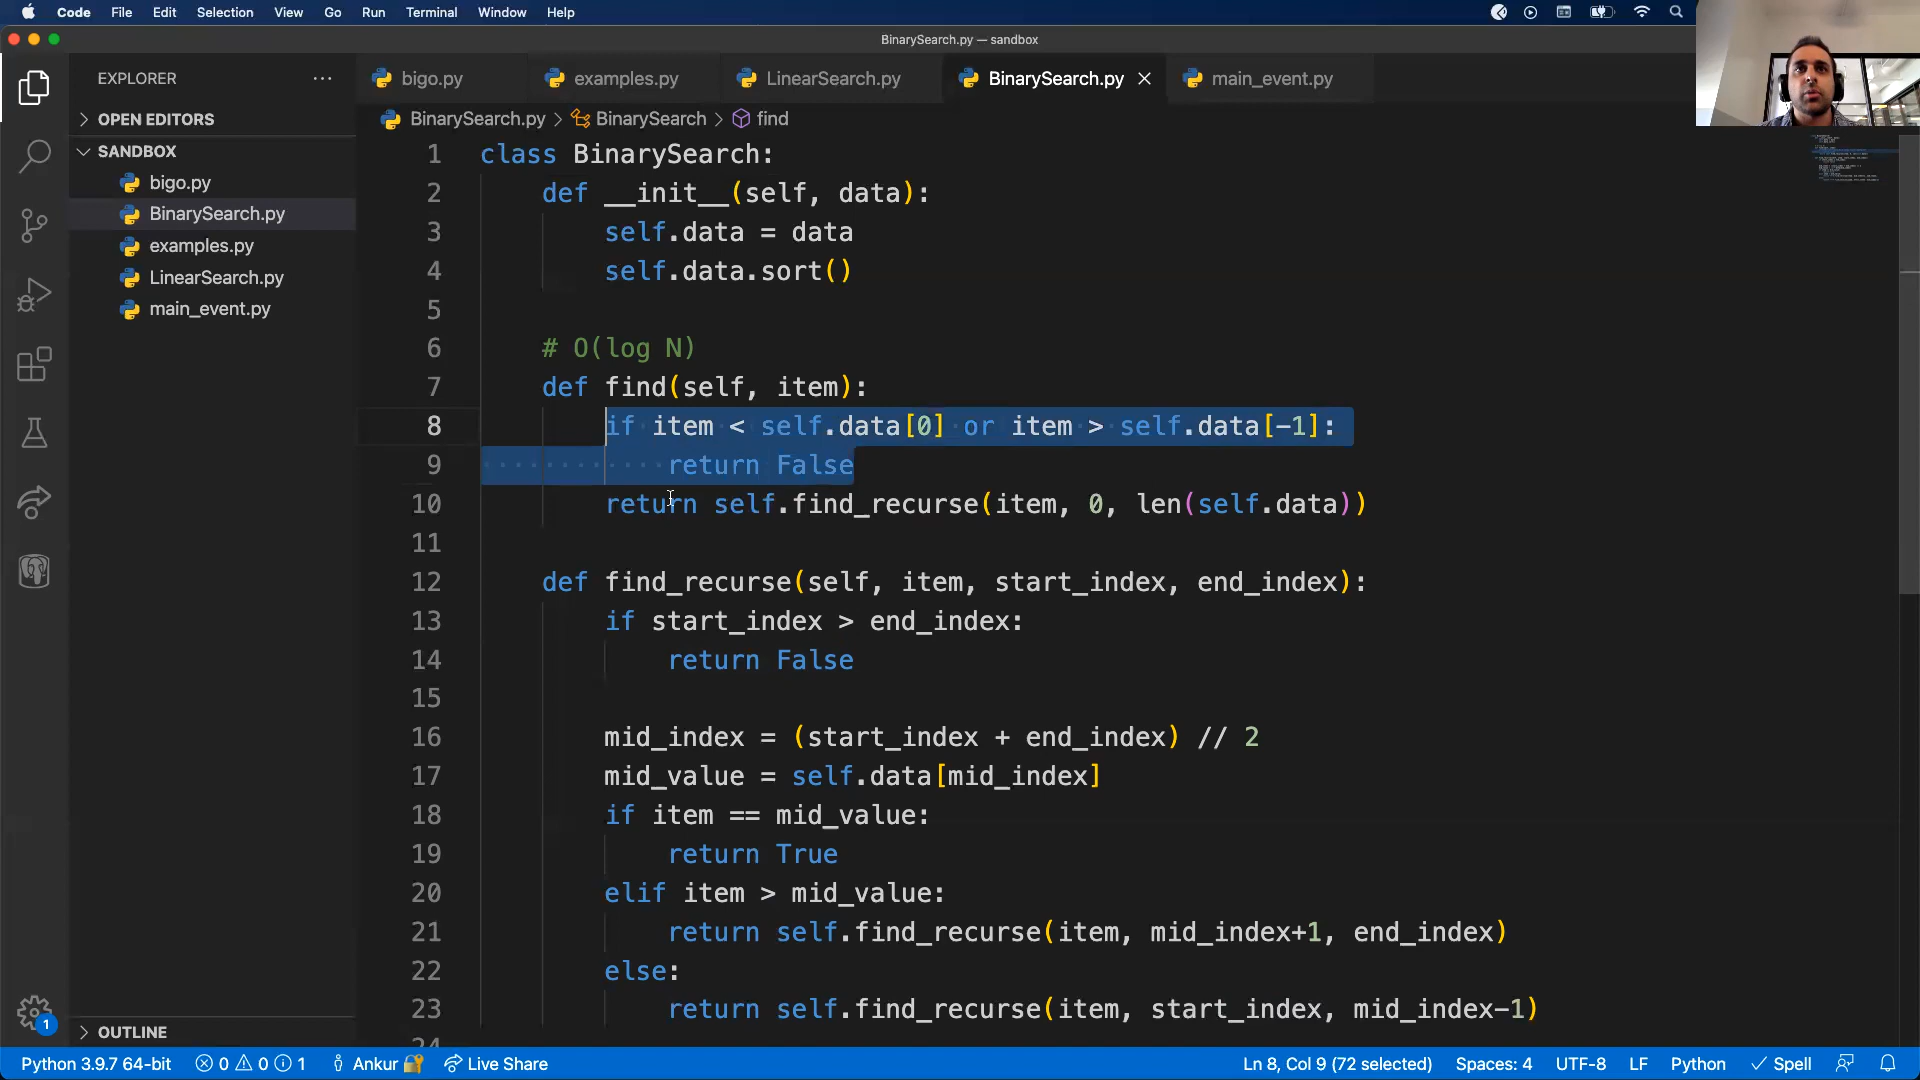 Code File Edit Selection View Go Run Terminal Window Help
BinarySearch.py — sandbox
EXPLORER
bigo.py examples.py LinearSearch.py BinarySearch.py main_event.py
OPEN EDITORS
BinarySearch.py > BinarySearch > find
SANDBOX
bigo.py
BinarySearch.py
examples.py
LinearSearch.py
main_event.py
1 class BinarySearch:
2 def __init__(self, data):
3 self.data = data
4 self.data.sort()
5
6 # O(log N)
7 def find(self, item):
8 if item < self.data[0] or item > self.data[-1]:
9 return False
10 return self.find_recurse(item, 0, len(self.data))
11
12 def find_recurse(self, item, start_index, end_index):
13 if start_index > end_index:
14 return False
15
16 mid_index = (start_index + end_index) // 2
17 mid_value = self.data[mid_index]
18 if item == mid_value:
19 return True
20 elif item > mid_value:
21 return self.find_recurse(item, mid_index+1, end_index)
22 else:
23 return self.find_recurse(item, start_index, mid_index-1)
24
OUTLINE
1
Python 3.9.7 64-bit 0 0 1 Ankur Live Share Ln 8, Col 9 (72 selected) Spaces: 4 UTF-8 LF Python Spell